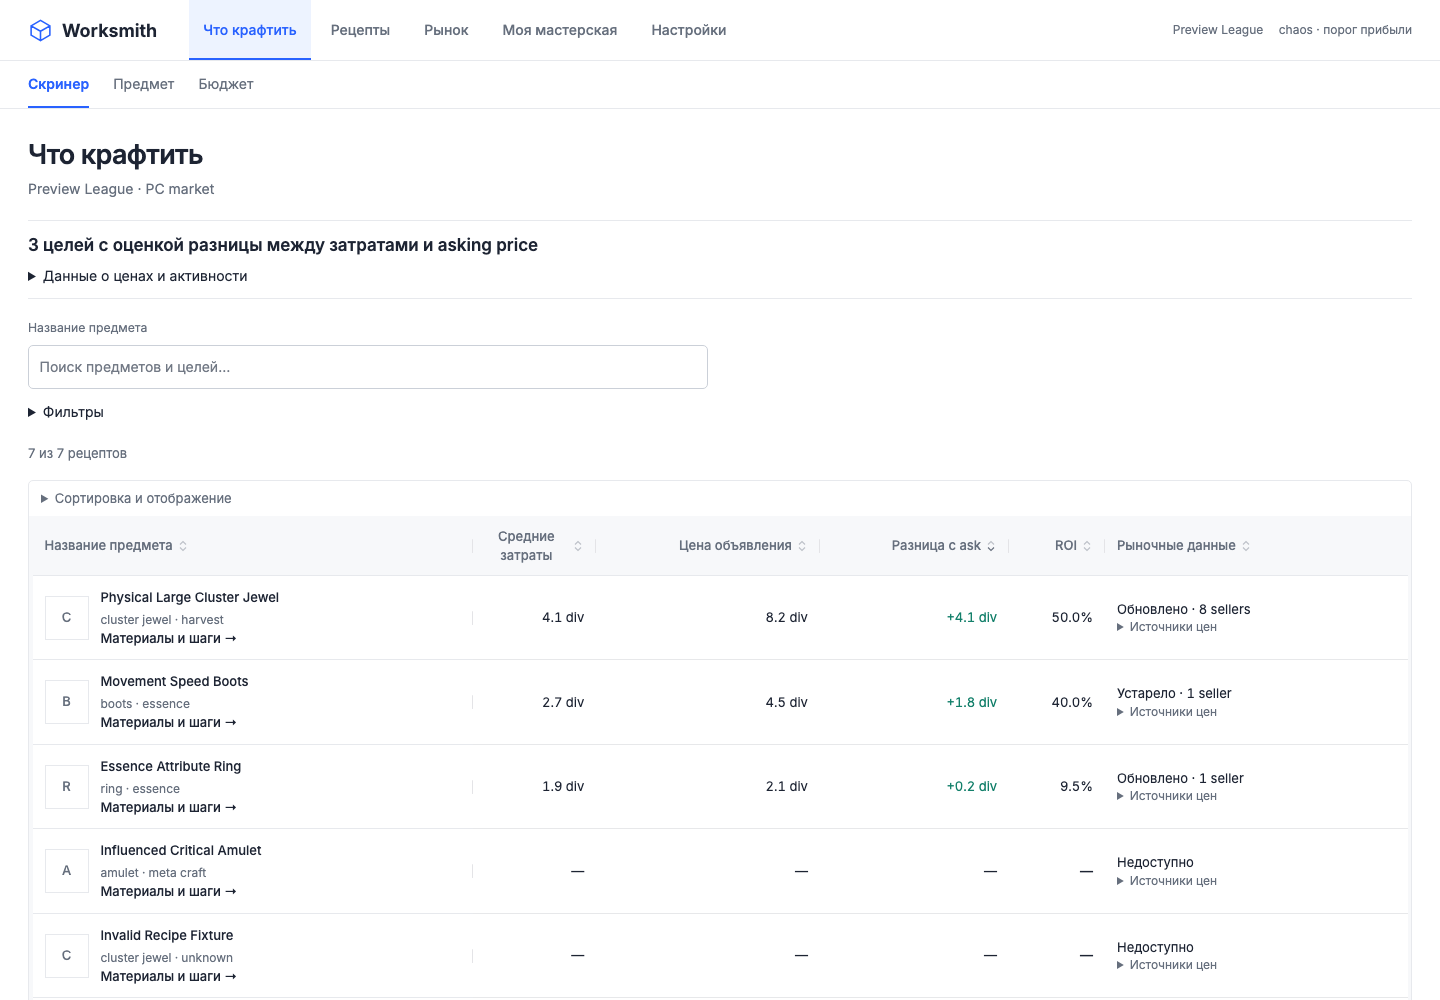 Worksmith
Что крафтить
Рецепты
Рынок
Моя мастерская
Настройки
Preview League
chaos · порог прибыли
Скринер
Предмет
Бюджет
Что крафтить
Preview League · PC market
3 целей с оценкой разницы между затратами и asking price
Данные о ценах и активности
Название предмета
Поиск предметов и целей...
Фильтры
7 из 7 рецептов
Сортировка и отображение
Название предмета
Средние
затраты
Цена объявления
Разница с ask
ROI
Рыночные данные
C
Physical Large Cluster Jewel
cluster jewel · harvest
Материалы и шаги →
4.1 div
8.2 div
+4.1 div
50.0%
Обновлено · 8 sellers
Источники цен
B
Movement Speed Boots
boots · essence
Материалы и шаги →
2.7 div
4.5 div
+1.8 div
40.0%
Устарело · 1 seller
Источники цен
R
Essence Attribute Ring
ring · essence
Материалы и шаги →
1.9 div
2.1 div
+0.2 div
9.5%
Обновлено · 1 seller
Источники цен
A
Influenced Critical Amulet
amulet · meta craft
Материалы и шаги →
—
—
—
—
Недоступно
Источники цен
C
Invalid Recipe Fixture
cluster jewel · unknown
Материалы и шаги →
—
—
—
—
Недоступно
Источники цен